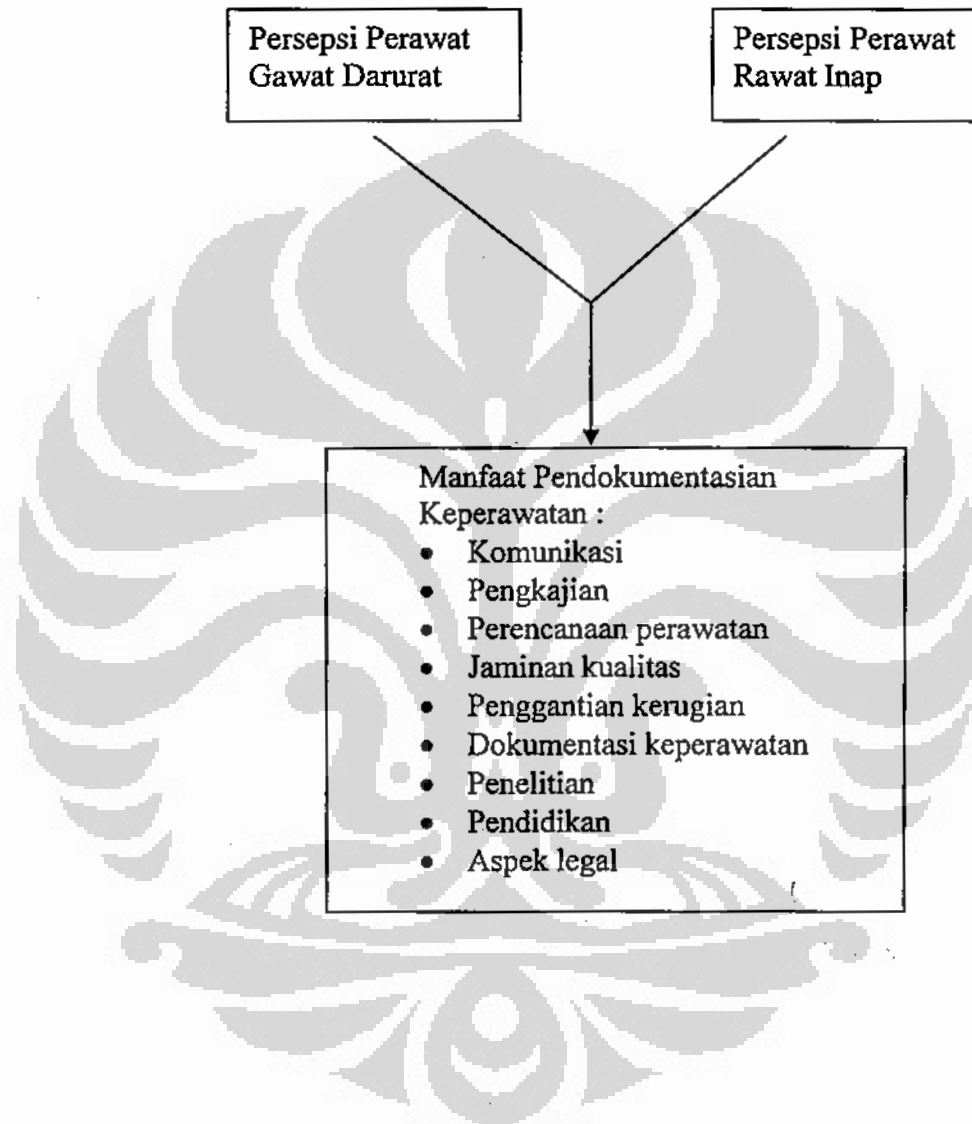 Persepsi Perawat
Gawat Darurat
Persepsi Perawat
Rawat Inap
Manfaat Pendokumentasian
Keperawatan :
• Komunikasi
• Pengkajian
• Perencanaan perawatan
• Jaminan kualitas
• Penggantian kerugian
• Dokumentasi keperawatan
• Penelitian
• Pendidikan
• Aspek legal